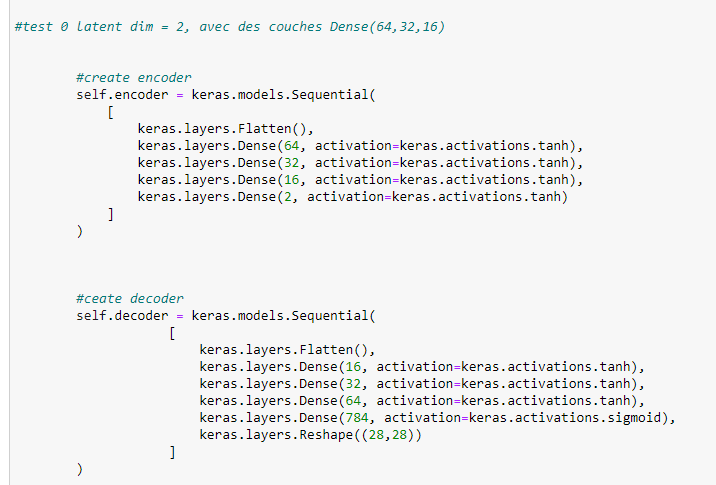 #test 0 latent dim = 2, avec des couches Dense(64,32,16)
#create encoder
self.encoder = keras.models.Sequential(
[
keras.layers.Flatten(),
keras.layers.Dense(64, activation=keras.activations.tanh),
keras.layers.Dense(32, activation=keras.activations.tanh),
keras.layers.Dense(16, activation=keras.activations.tanh),
keras.layers.Dense(2, activation=keras.activations.tanh)
]
)
#ceate decoder
self.decoder = keras.models.Sequential(
[
keras.layers.Flatten(),
keras.layers.Dense(16, activation=keras.activations.tanh),
keras.layers.Dense(32, activation=keras.activations.tanh),
keras.layers.Dense(64, activation=keras.activations.tanh),
keras.layers.Dense(784, activation=keras.activations.sigmoid),
keras.layers.Reshape((28,28))
]
)